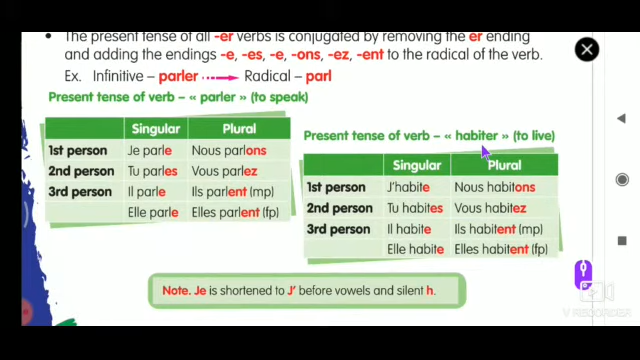 • The present tense of all -er verbs is conjugated by removing the er ending
and adding the endings -e, -es, -e, -ons, -ez, -ent to the radical of the verb.
Ex. Infinitive – parler Radical – parl
Present tense of verb – « parler » (to speak)
Singular Plural
1st person Je parle Nous parlons
2nd person Tu parles Vous parlez
3rd person Il parle Ils parlent (mp)
Elle parle Elles parlent (fp)
Present tense of verb – « habiter » (to live)
Singular Plural
1st person J'habite Nous habitons
2nd person Tu habites Vous habitez
3rd person Il habite Ils habitent (mp)
Elle habite Elles habitent (fp)
Note. Je is shortened to J' before vowels and silent h.
V RECORDER